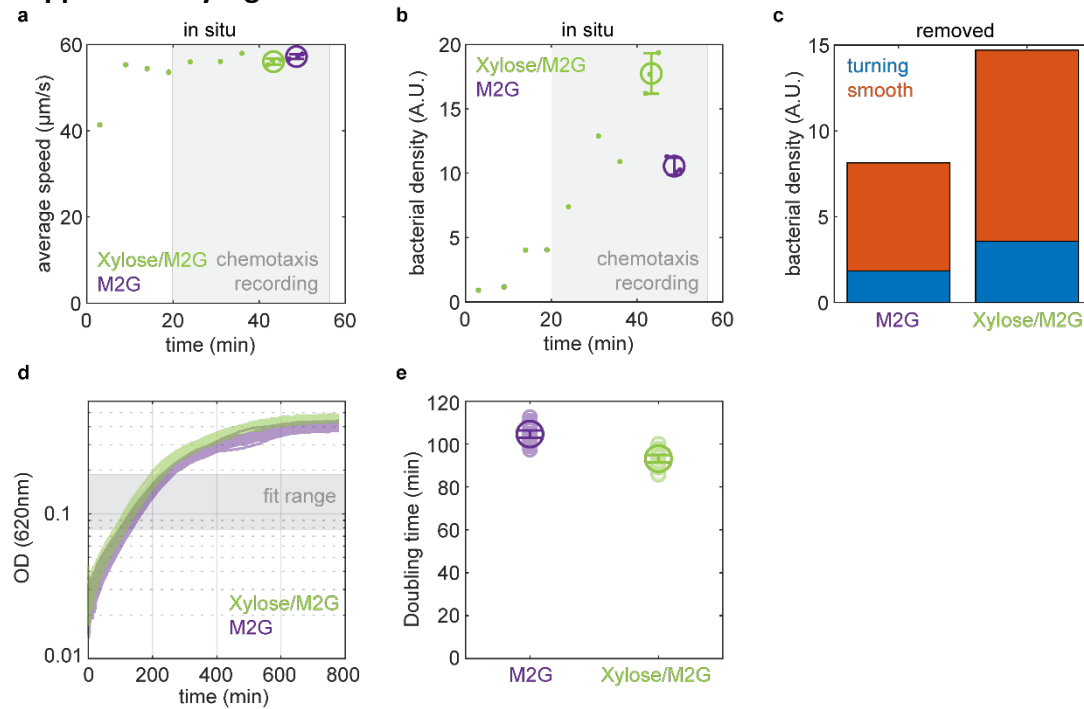 a
in situ
average speed (µm/s)
60
40
20
0
Xylose/M2G
M2G
chemotaxis
recording
0 20 40 60
time (min)
b
in situ
bacterial density (A.U.)
20
15
10
5
0
Xylose/M2G
M2G
chemotaxis
recording
0 20 40 60
time (min)
c
removed
bacterial density (A.U.)
15
10
5
0
turning
smooth
M2G Xylose/M2G
d
OD (620nm)
0.1
0.01
fit range
Xylose/M2G
M2G
0 200 400 600 800
time (min)
e
Doubling time (min)
120
100
80
60
40
20
0
M2G Xylose/M2G